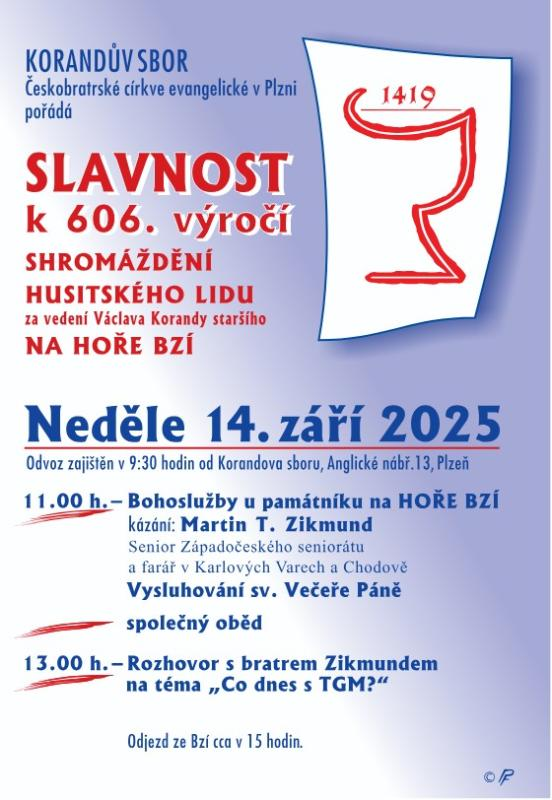 KORANDŮV SBOR
Českobratrské církve evangelické v Plzni
pořádá
1419
SLAVNOST
k 606. výročí
SHROMÁŽDĚNÍ
HUSITSKÉHO LIDU
za vedení Václava Korandy staršího
NA HOŘE BZÍ
Neděle 14. září 2025
Odvoz zajištěn v 9:30 hodin od Korandova sboru, Anglické nábř.13, Plzeň
11.00 h. – Bohoslužby u památníku na HOŘE BZÍ
kázání: Martin T. Zikmund
Senior Západočeského seniorátu
a farář v Karlových Varech a Chodově
Vysluhování sv. Večeře Páně
společný oběd
13.00 h. – Rozhovor s bratrem Zikmundem
na téma „Co dnes s TGM?“
Odjezd ze Bzí cca v 15 hodin.
©